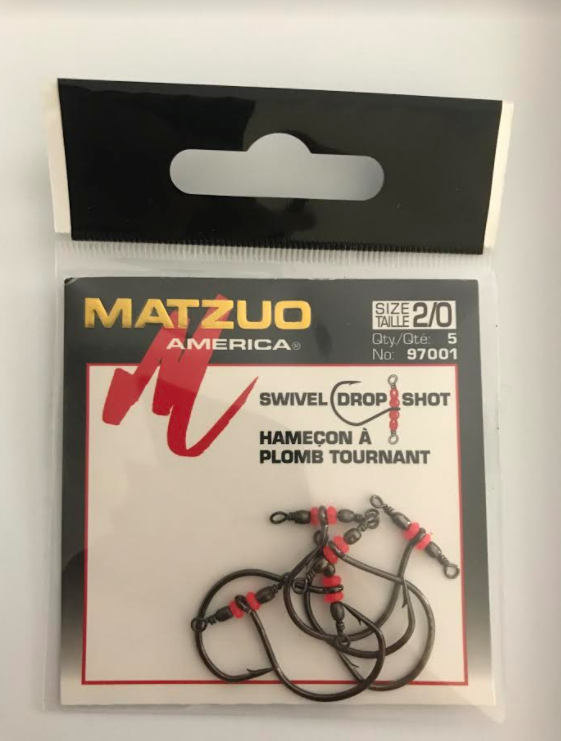 MATZUO
AMERICA®
SIZE
TAILLE 2/0
Qty./Qté: 5
No: 97001
SWIVEL DROP SHOT
HAMEÇON À
PLOMB TOURNANT